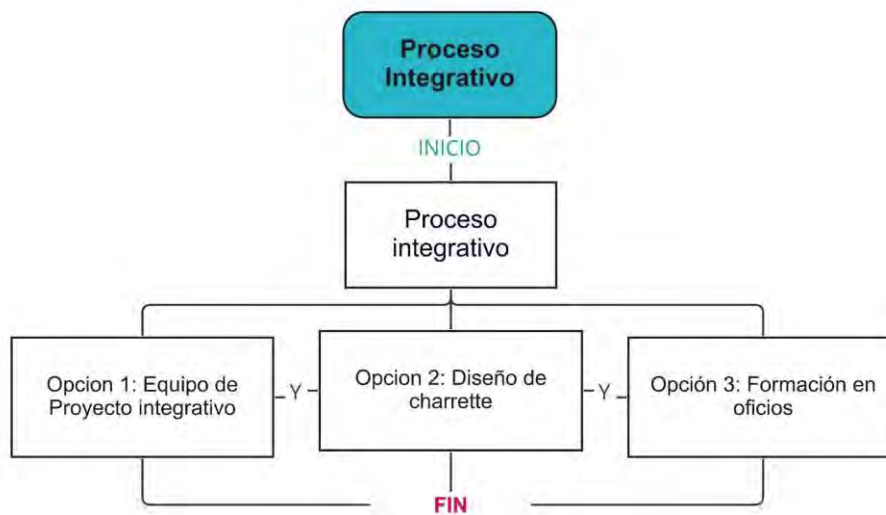 Proceso
Integrativo
INICIO
Proceso
integrativo
Opcion 1: Equipo de
Proyecto integrativo
Y
Opcion 2: Diseño de
charrette
Y
Opción 3: Formación en
oficios
FIN